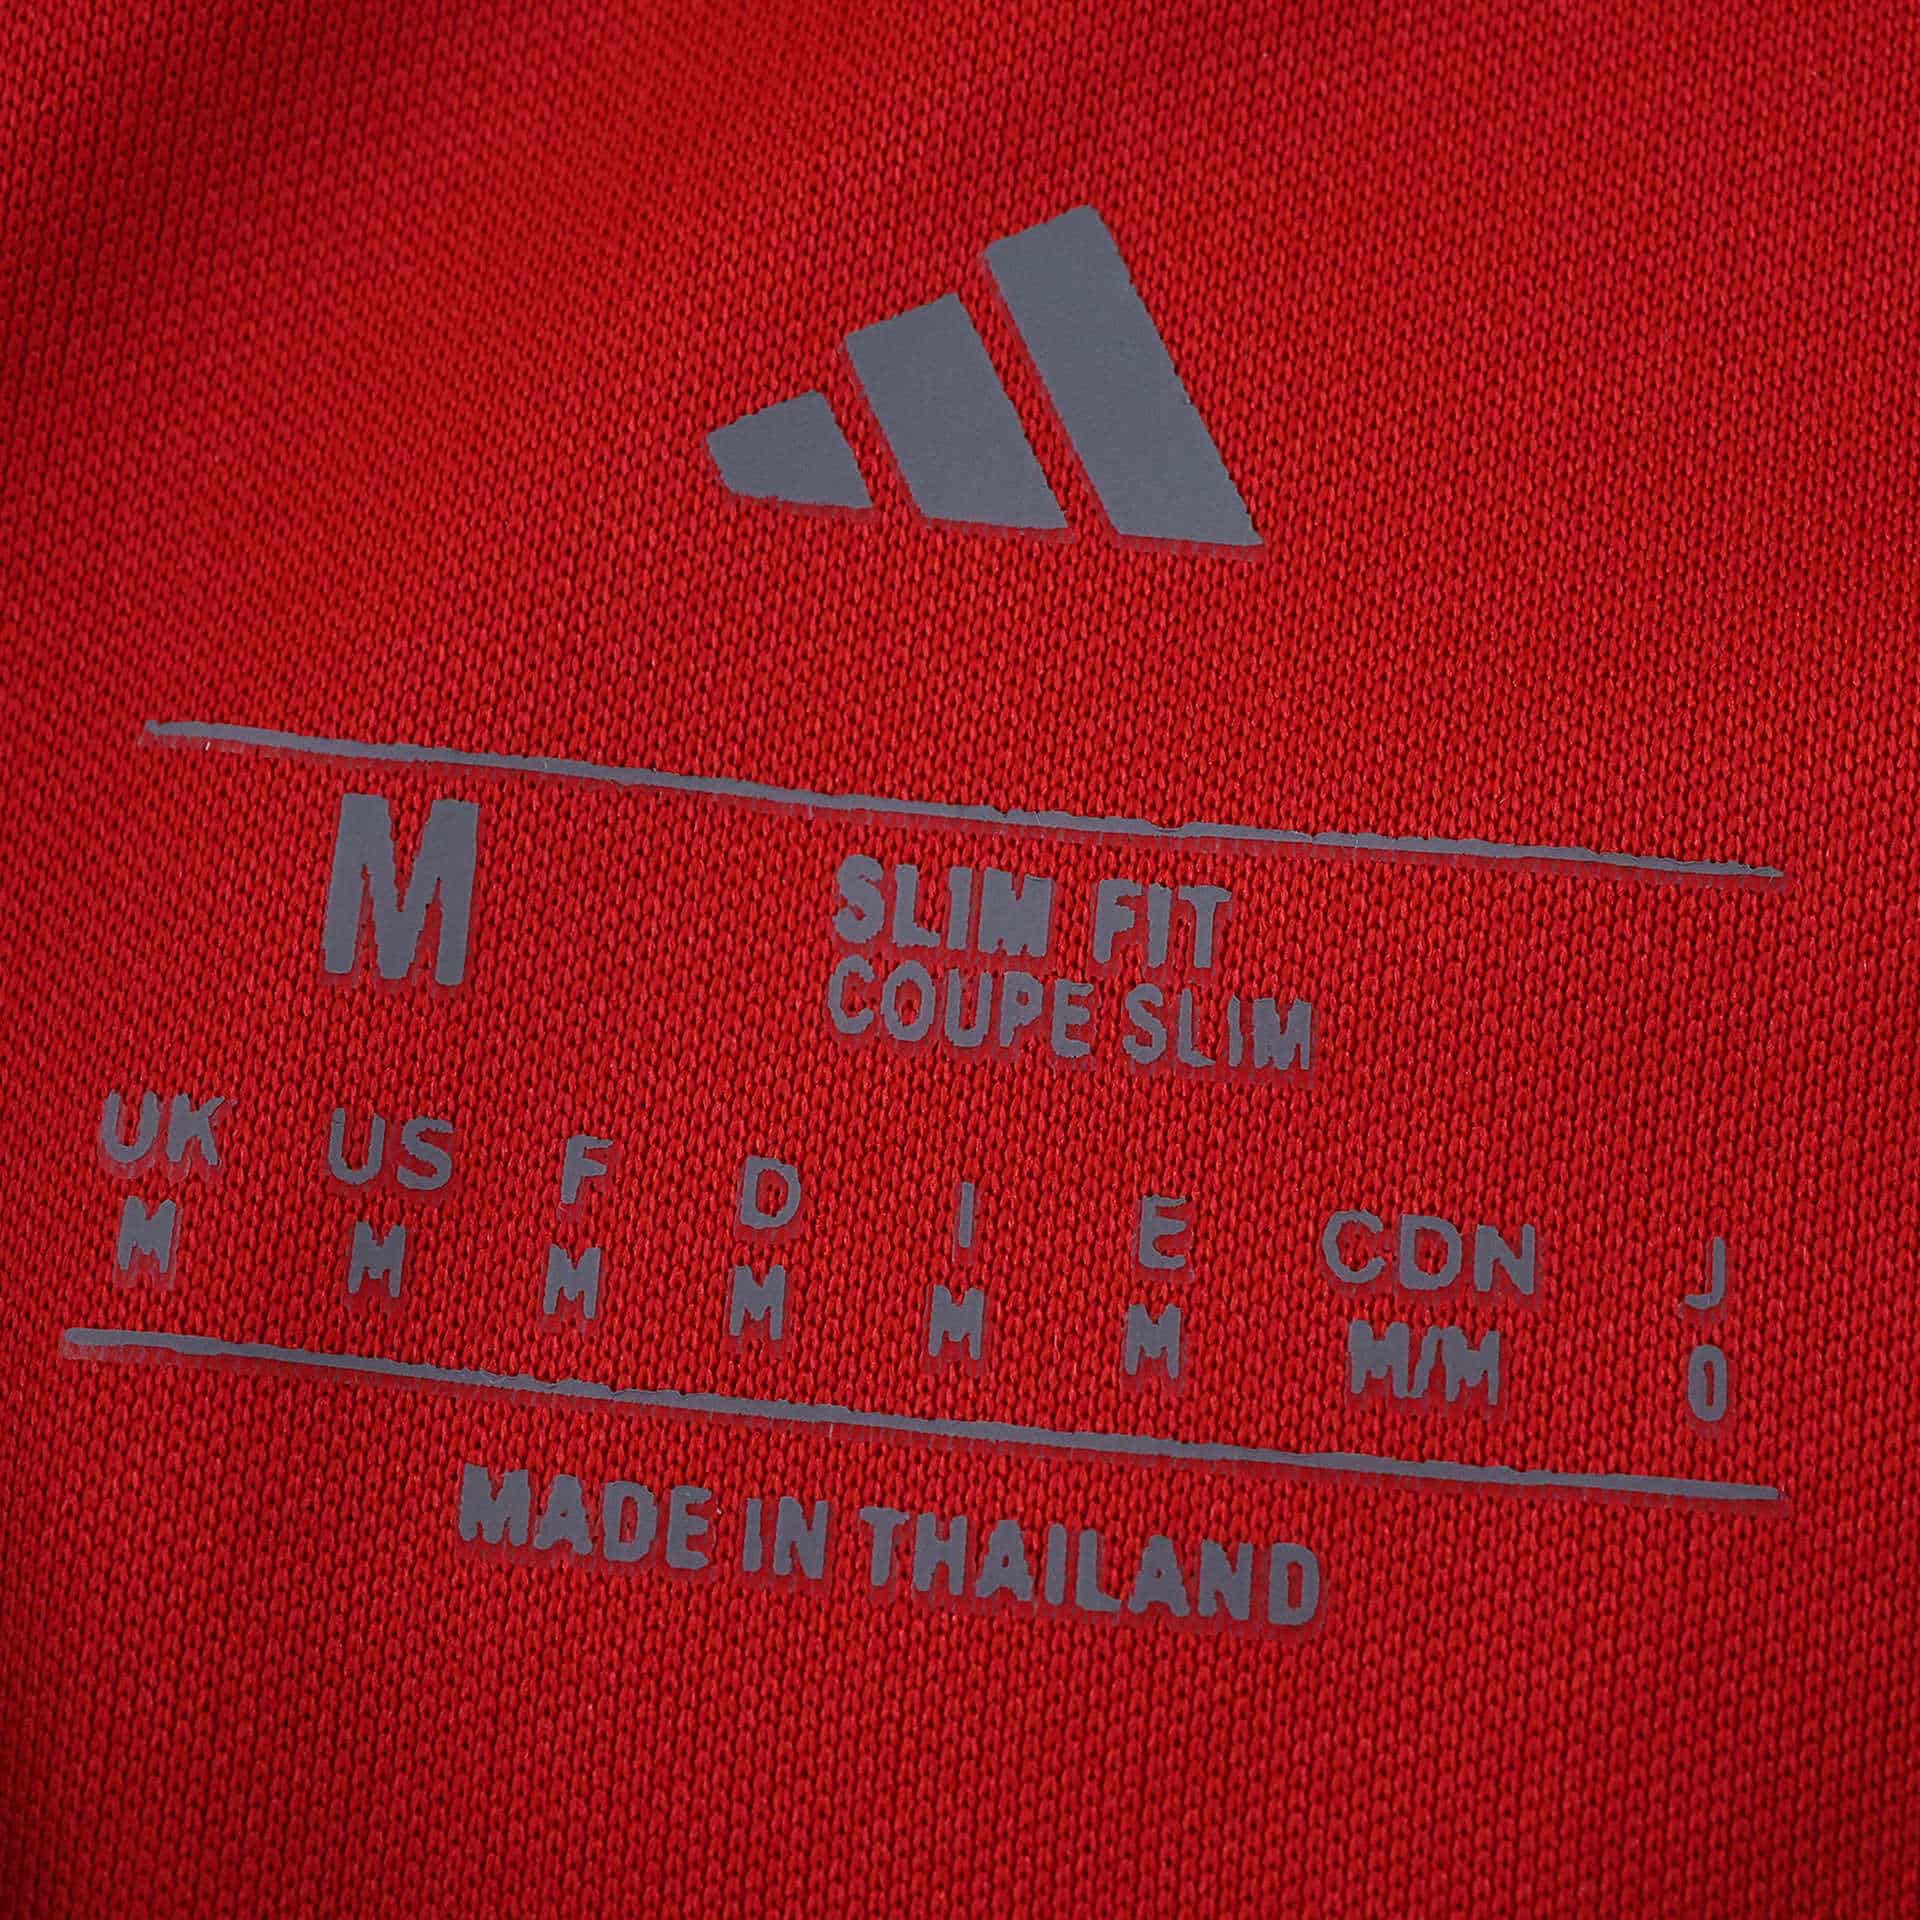 M
SLIM FIT
COUPE SLIM
UK US F D I E CDN J
M M M M M M M/M O
MADE IN THAILAND